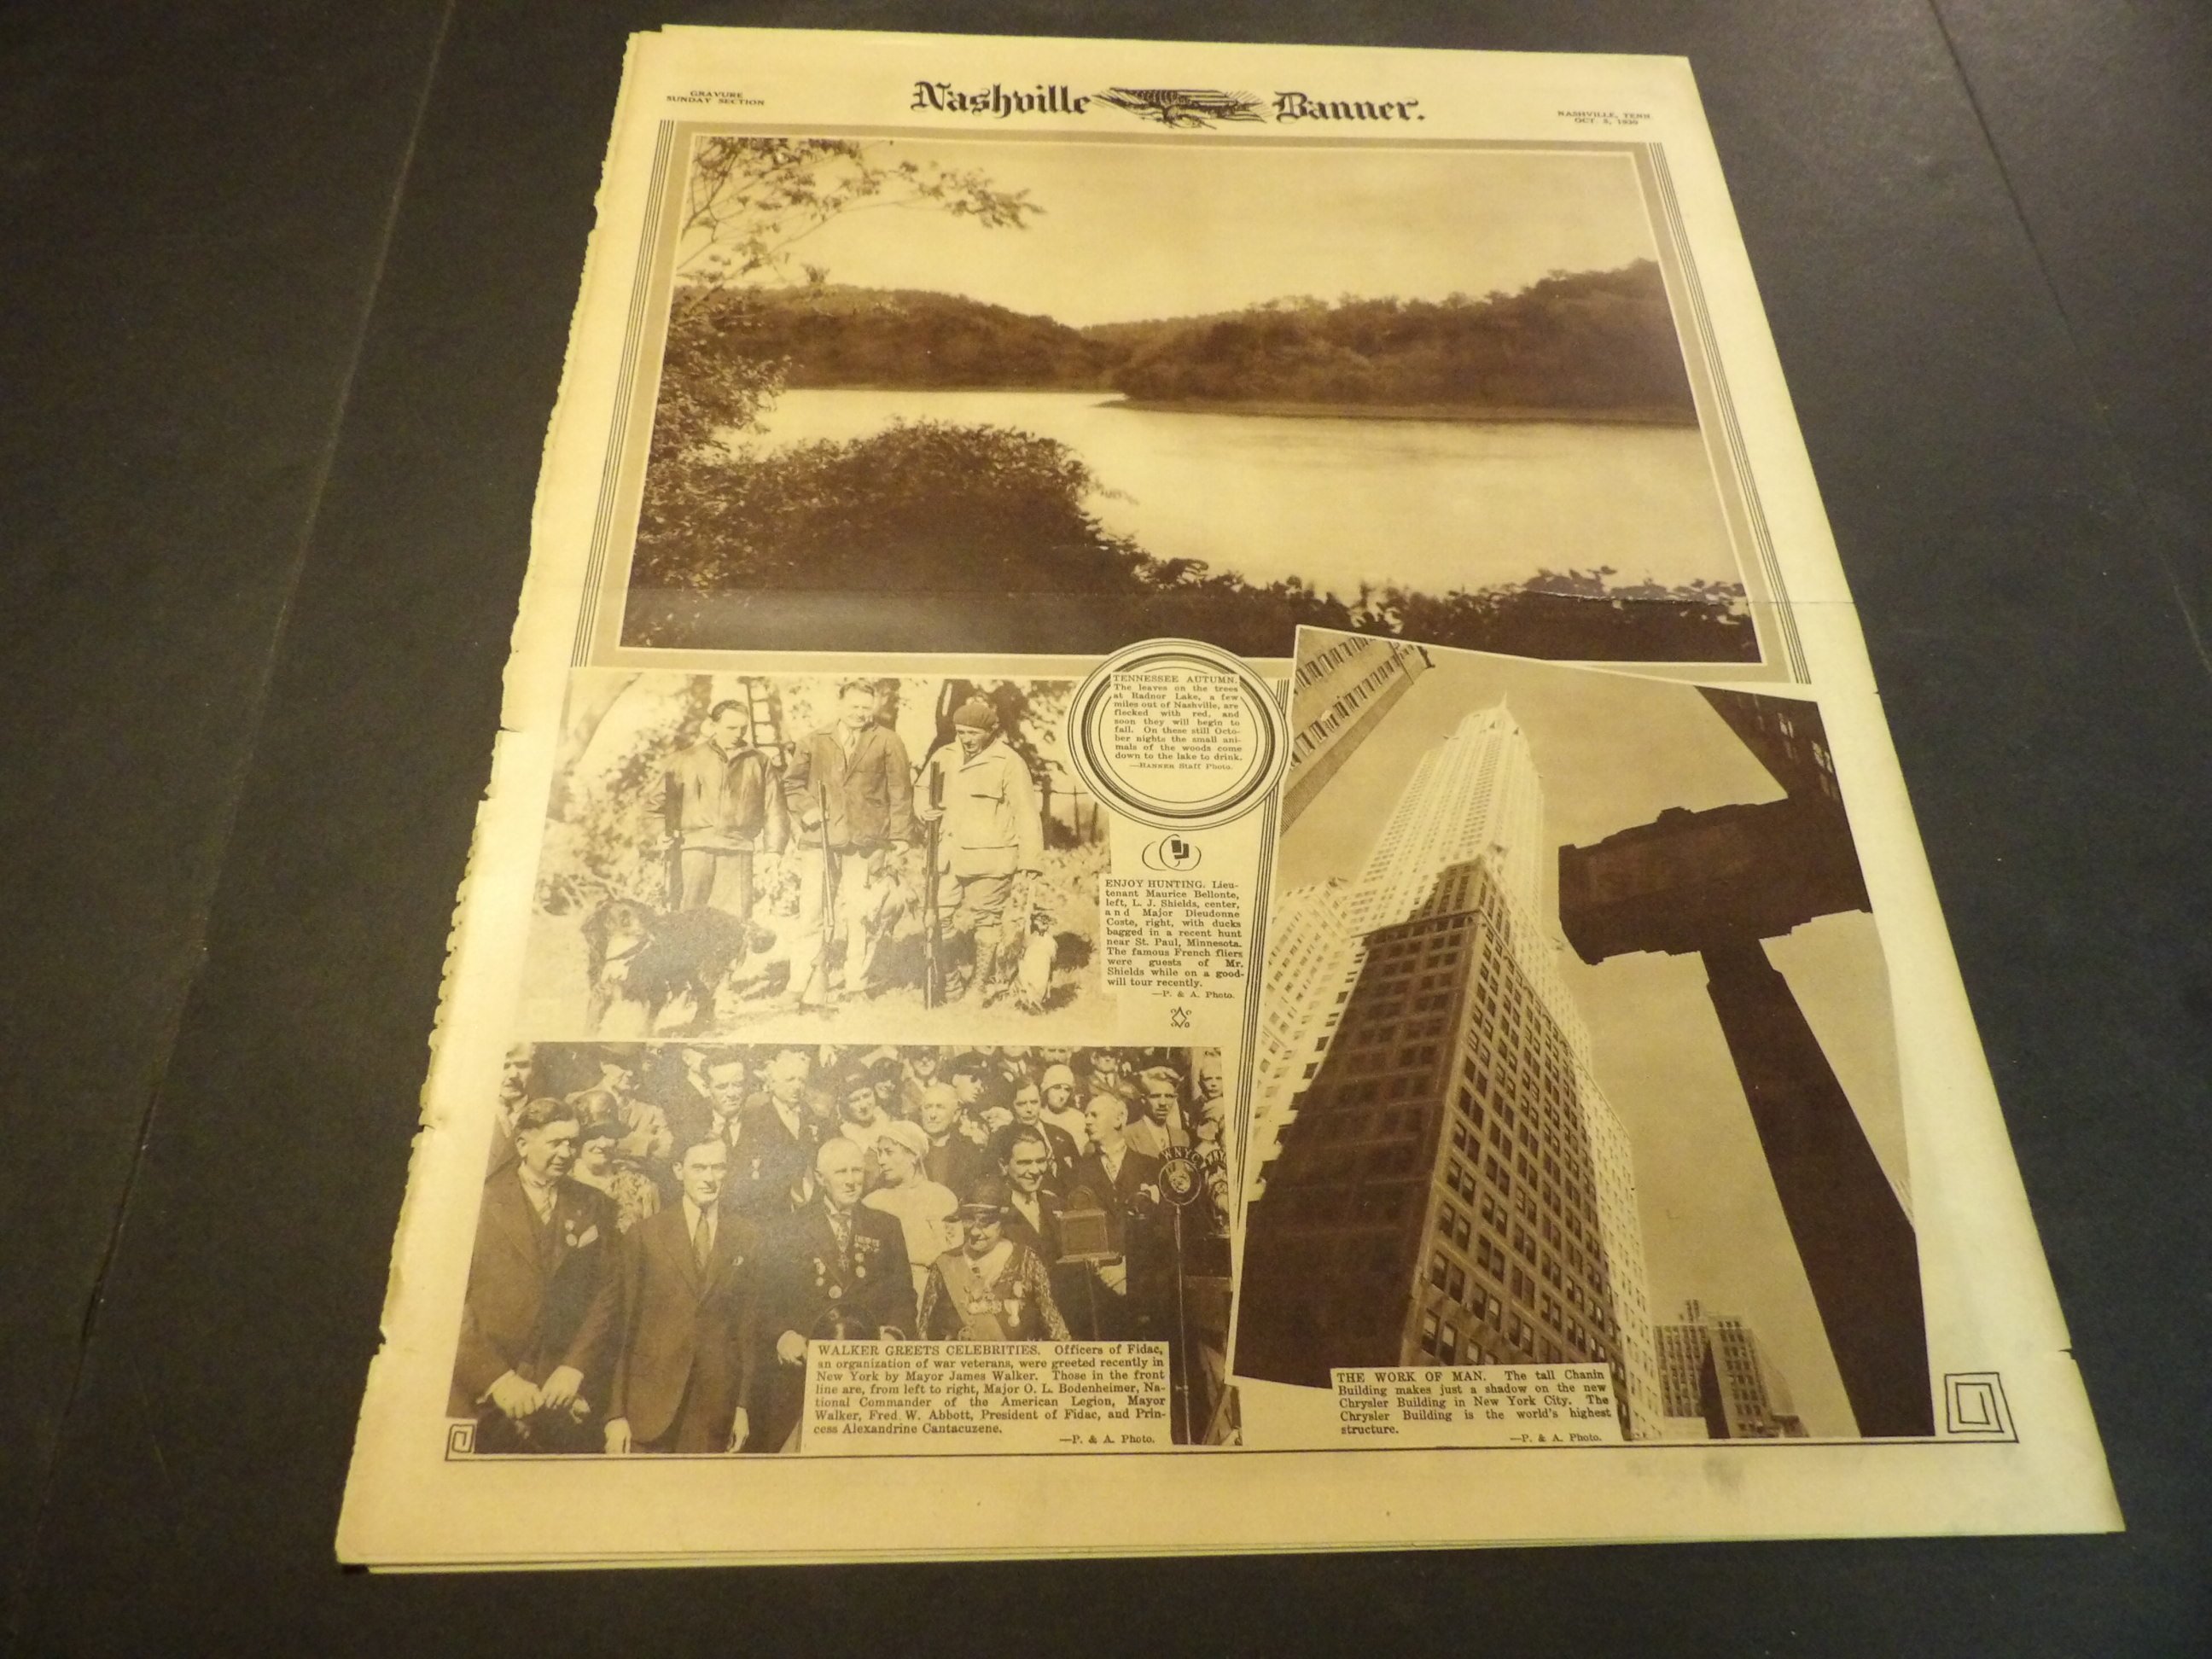 GRAVURE
SUNDAY SECTION
Nashville Banner.
NASHVILLE, TENN
OCT 5, 1930
TENNESSEE AUTUMN.
The leaves on the trees
at Radnor Lake, a few
miles out of Nashville, are
flecked with red, and
soon they will begin to
fall. On these still Octo-
ber nights the small ani-
mals of the woods come
down to the lake to drink.
—BANNER Staff Photo.
ENJOY HUNTING. Lieu-
tenant Maurice Bellonte,
left, L. J. Shields, center,
and Major Dieudonne
Coste, right, with ducks
bagged in a recent hunt
near St. Paul, Minnesota.
The famous French fliers
were guests of Mr.
Shields while on a good-
will tour recently.
—P. & A. Photo.
WNYC
WALKER GREETS CELEBRITIES. Officers of Fidac,
an organization of war veterans, were greeted recently in
New York by Mayor James Walker. Those in the front
line are, from left to right, Major O. L. Bodenheimer, Na-
tional Commander of the American Legion, Mayor
Walker, Fred W. Abbott, President of Fidac, and Prin-
cess Alexandrine Cantacuzene.
—P. & A. Photo.
THE WORK OF MAN. The tall Chanin
Building makes just a shadow on the new
Chrysler Building in New York City. The
Chrysler Building is the world's highest
structure.
—P. & A. Photo.